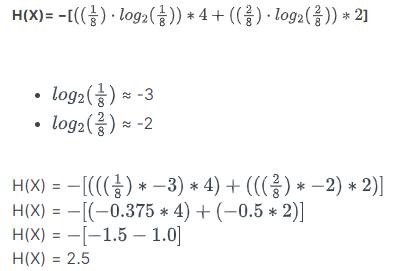 H(X)= −[((⅛) · log₂(⅛)) * 4 + ((2/8) · log₂(2/8)) * 2]
• log₂(⅛) ≈ -3
• log₂(2/8) ≈ -2
H(X) = −[(((⅛) * −3) * 4) + (((2/8) * −2) * 2)]
H(X) = −[(−0.375 * 4) + (−0.5 * 2)]
H(X) = −[−1.5 − 1.0]
H(X) = 2.5